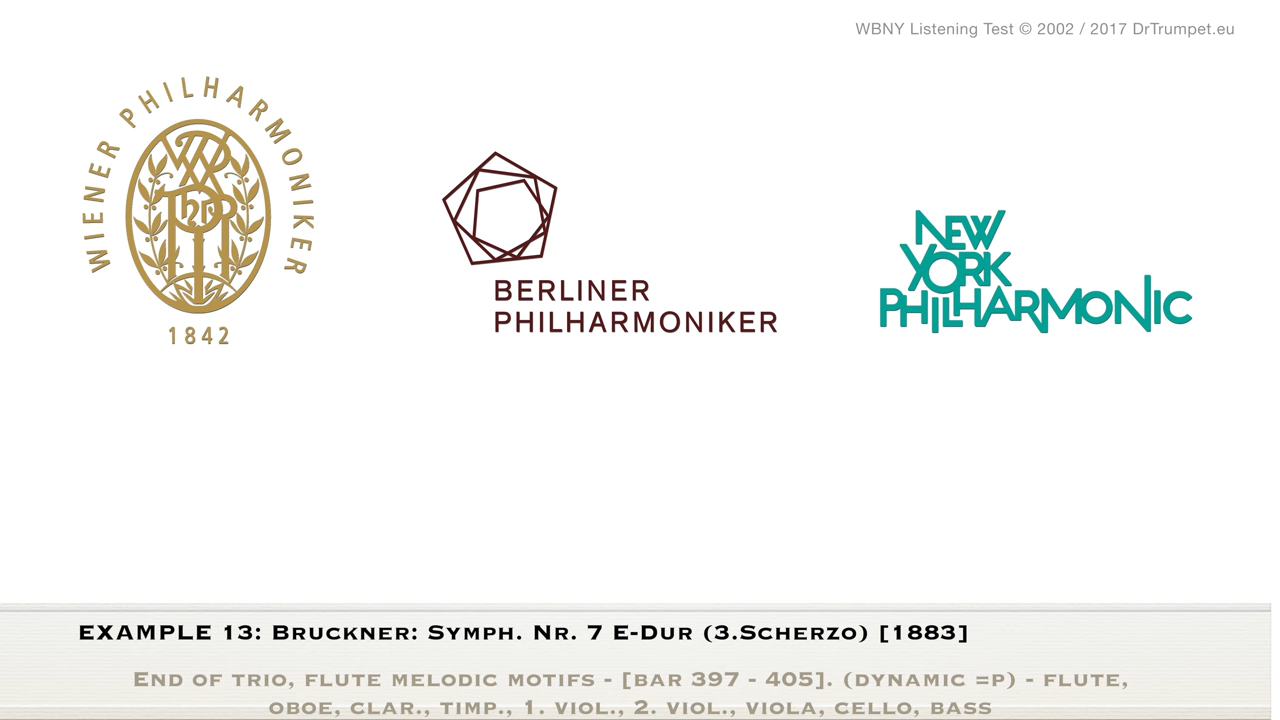 WBNY Listening Test © 2002 / 2017 DrTrumpet.eu
WIENER PHILHARMONIKER
1842
BERLINER
PHILHARMONIKER
NEW
YORK
PHILHARMONIC
EXAMPLE 13: Bruckner: Symph. Nr. 7 E-Dur (3.Scherzo) [1883]
End of trio, flute melodic motifs - [bar 397 - 405]. (dynamic =p) - flute,
oboe, clar., timp., 1. viol., 2. viol., viola, cello, bass